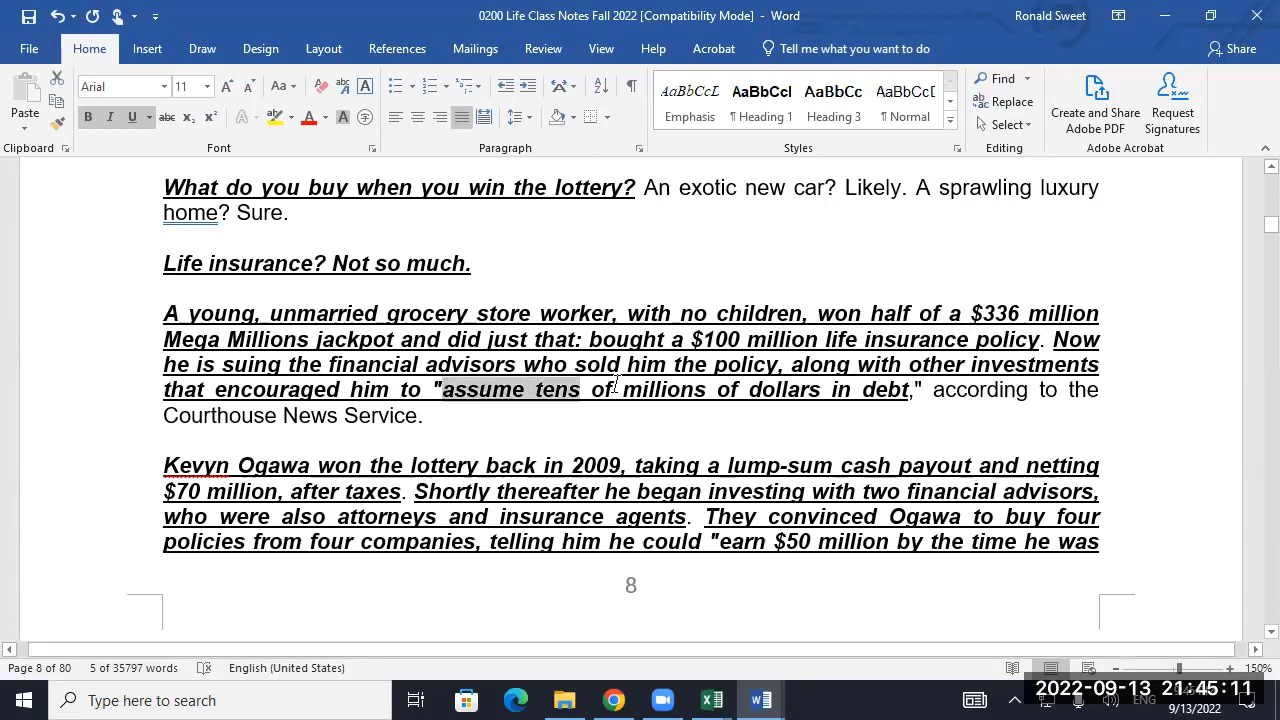 0200 Life Class Notes Fall 2022 [Compatibility Mode] - Word
Ronald Sweet
File Home Insert Draw Design Layout References Mailings Review View Help Acrobat Tell me what you want to do Share
Paste
Clipboard
Arial 11
Font
Paragraph
AaBbCcL AaBbCcI AaBbCc AaBbCcD
Emphasis ¶ Heading 1 Heading 3 ¶ Normal
Styles
Find
Replace
Select
Editing
Create and Share
Adobe PDF
Request
Signatures
Adobe Acrobat
What do you buy when you win the lottery? An exotic new car? Likely. A sprawling luxury
home? Sure.
Life insurance? Not so much.
A young, unmarried grocery store worker, with no children, won half of a $336 million
Mega Millions jackpot and did just that: bought a $100 million life insurance policy. Now
he is suing the financial advisors who sold him the policy, along with other investments
that encouraged him to "assume tens of millions of dollars in debt," according to the
Courthouse News Service.
Kevyn Ogawa won the lottery back in 2009, taking a lump-sum cash payout and netting
$70 million, after taxes. Shortly thereafter he began investing with two financial advisors,
who were also attorneys and insurance agents. They convinced Ogawa to buy four
policies from four companies, telling him he could "earn $50 million by the time he was
8
Page 8 of 80 5 of 35797 words English (United States) 150%
Type here to search
2022-09-13 21:45:11
ENG
9/13/2022